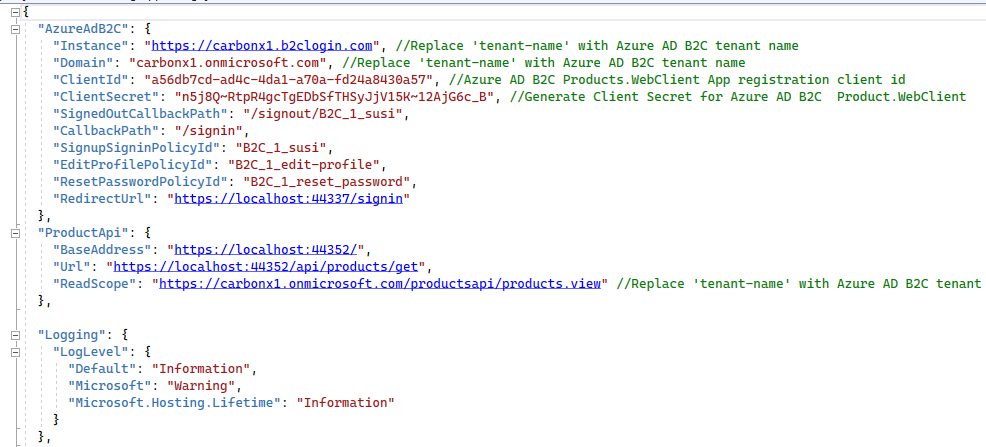 {
"AzureAdB2C": {
"Instance": "https://carbonx1.b2clogin.com", //Replace 'tenant-name' with Azure AD B2C tenant name
"Domain": "carbonx1.onmicrosoft.com", //Replace 'tenant-name' with Azure AD B2C tenant name
"ClientId": "a56db7cd-ad4c-4da1-a70a-fd24a8430a57", //Azure AD B2C Products.WebClient App registration client id
"ClientSecret": "n5j8Q~RtpR4gcTgEDbSfTHSyJjV15K~12AjG6c_B", //Generate Client Secret for Azure AD B2C  Product.WebClient
"SignedOutCallbackPath": "/signout/B2C_1_susi",
"CallbackPath": "/signin",
"SignupSigninPolicyId": "B2C_1_susi",
"EditProfilePolicyId": "B2C_1_edit-profile",
"ResetPasswordPolicyId": "B2C_1_reset_password",
"RedirectUrl": "https://localhost:44337/signin"
},
"ProductApi": {
"BaseAddress": "https://localhost:44352/",
"Url": "https://localhost:44352/api/products/get",
"ReadScope": "https://carbonx1.onmicrosoft.com/productsapi/products.view" //Replace 'tenant-name' with Azure AD B2C tenant
},
"Logging": {
"LogLevel": {
"Default": "Information",
"Microsoft": "Warning",
"Microsoft.Hosting.Lifetime": "Information"
}
},